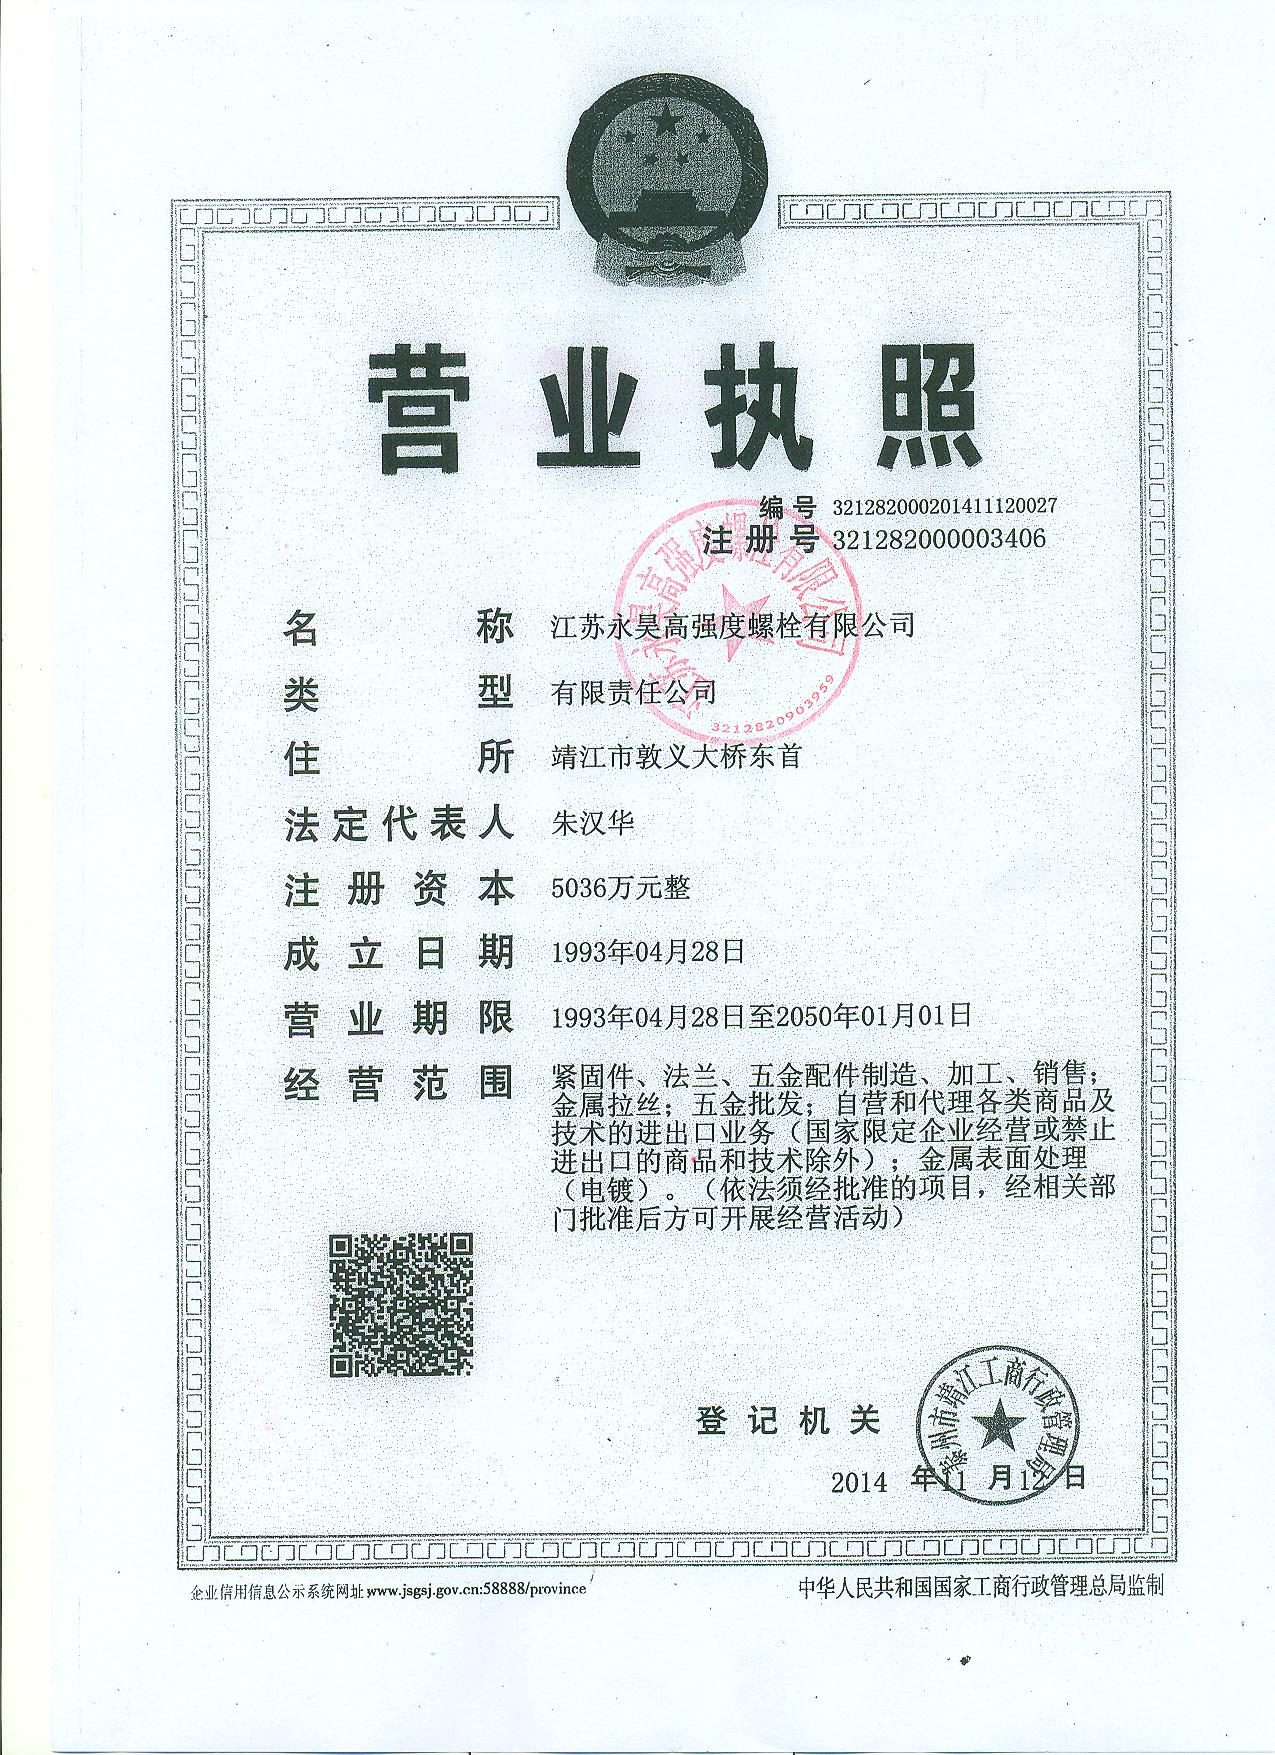 营业执照
编号 321282000201411120027
注册号 321282000003406
名称 江苏永昊高强度螺栓有限公司
类型 有限责任公司
住所 靖江市敦义大桥东首
法定代表人 朱汉华
注册资本 5036万元整
成立日期 1993年04月28日
营业期限 1993年04月28日至2050年01月01日
经营范围 紧固件、法兰、五金配件制造、加工、销售；
金属拉丝；五金批发；自营和代理各类商品及
技术的进出口业务（国家限定企业经营或禁止
进出口的商品和技术除外）；金属表面处理
（电镀）。（依法须经批准的项目，经相关部
门批准后方可开展经营活动）
江苏永昊高强度螺栓有限公司
3212820903959
登记机关
泰州市靖江工商行政管理局
2014 年11 月12 日
企业信用信息公示系统网址www.jsgsj.gov.cn:58888/province
中华人民共和国国家工商行政管理总局监制